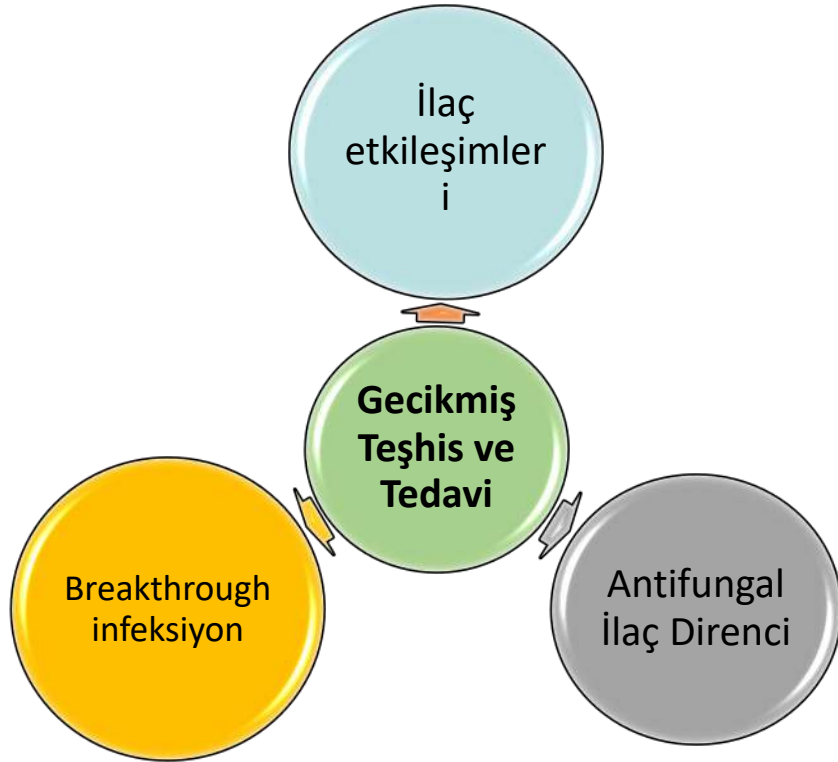 İlaç
etkileşimler
i
Gecikmiş
Teşhis ve
Tedavi
Breakthrough
infeksiyon
Antifungal
İlaç Direnci